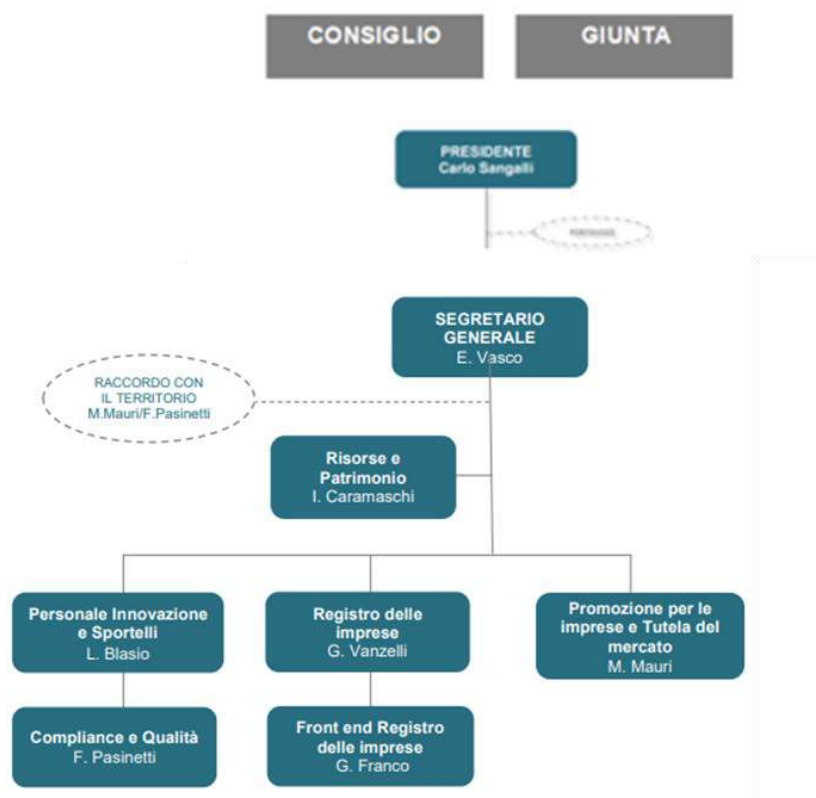 CONSIGLIO
GIUNTA
PRESIDENTE
Carlo Sangalli
SEGRETARIO
GENERALE
E. Vasco
RACCORDO CON
IL TERRITORIO
M.Mauri/F.Pasinetti
Risorse e
Patrimonio
I. Caramaschi
Personale Innovazione
e Sportelli
L. Blasio
Registro delle
imprese
G. Vanzelli
Promozione per le
imprese e Tutela del
mercato
M. Mauri
Compliance e Qualità
F. Pasinetti
Front end Registro
delle imprese
G. Franco